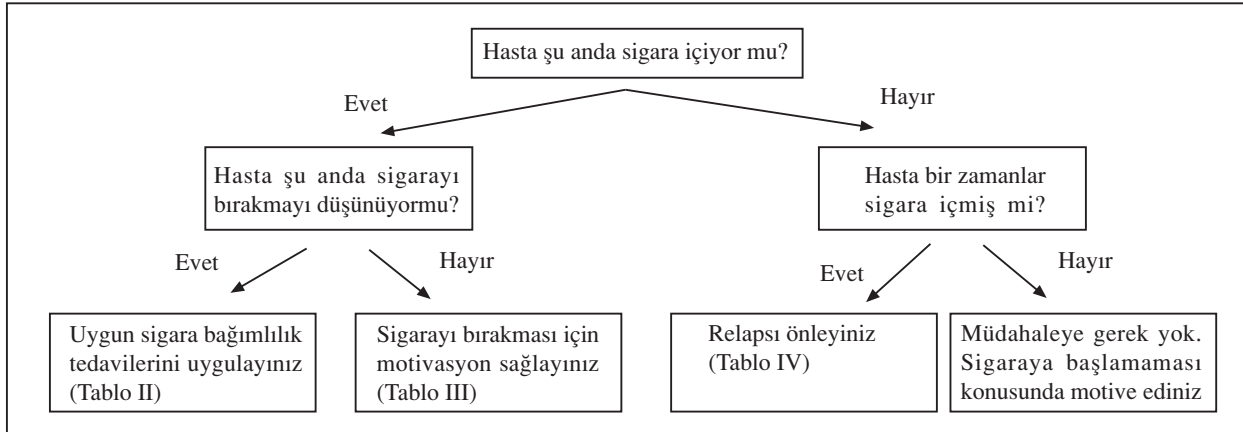 Hasta şu anda sigara içiyor mu?
Evet
Hayır
Hasta şu anda sigarayı
bırakmayı düşünüyormu?
Hasta bir zamanlar
sigara içmiş mi?
Evet
Hayır
Evet
Hayır
Uygun sigara bağımlılık
tedavilerini uygulayınız
(Tablo II)
Sigarayı bırakması için
motivasyon sağlayınız
(Tablo III)
Relapsı önleyiniz
(Tablo IV)
Müdahaleye gerek yok.
Sigaraya başlamaması
konusunda motive ediniz